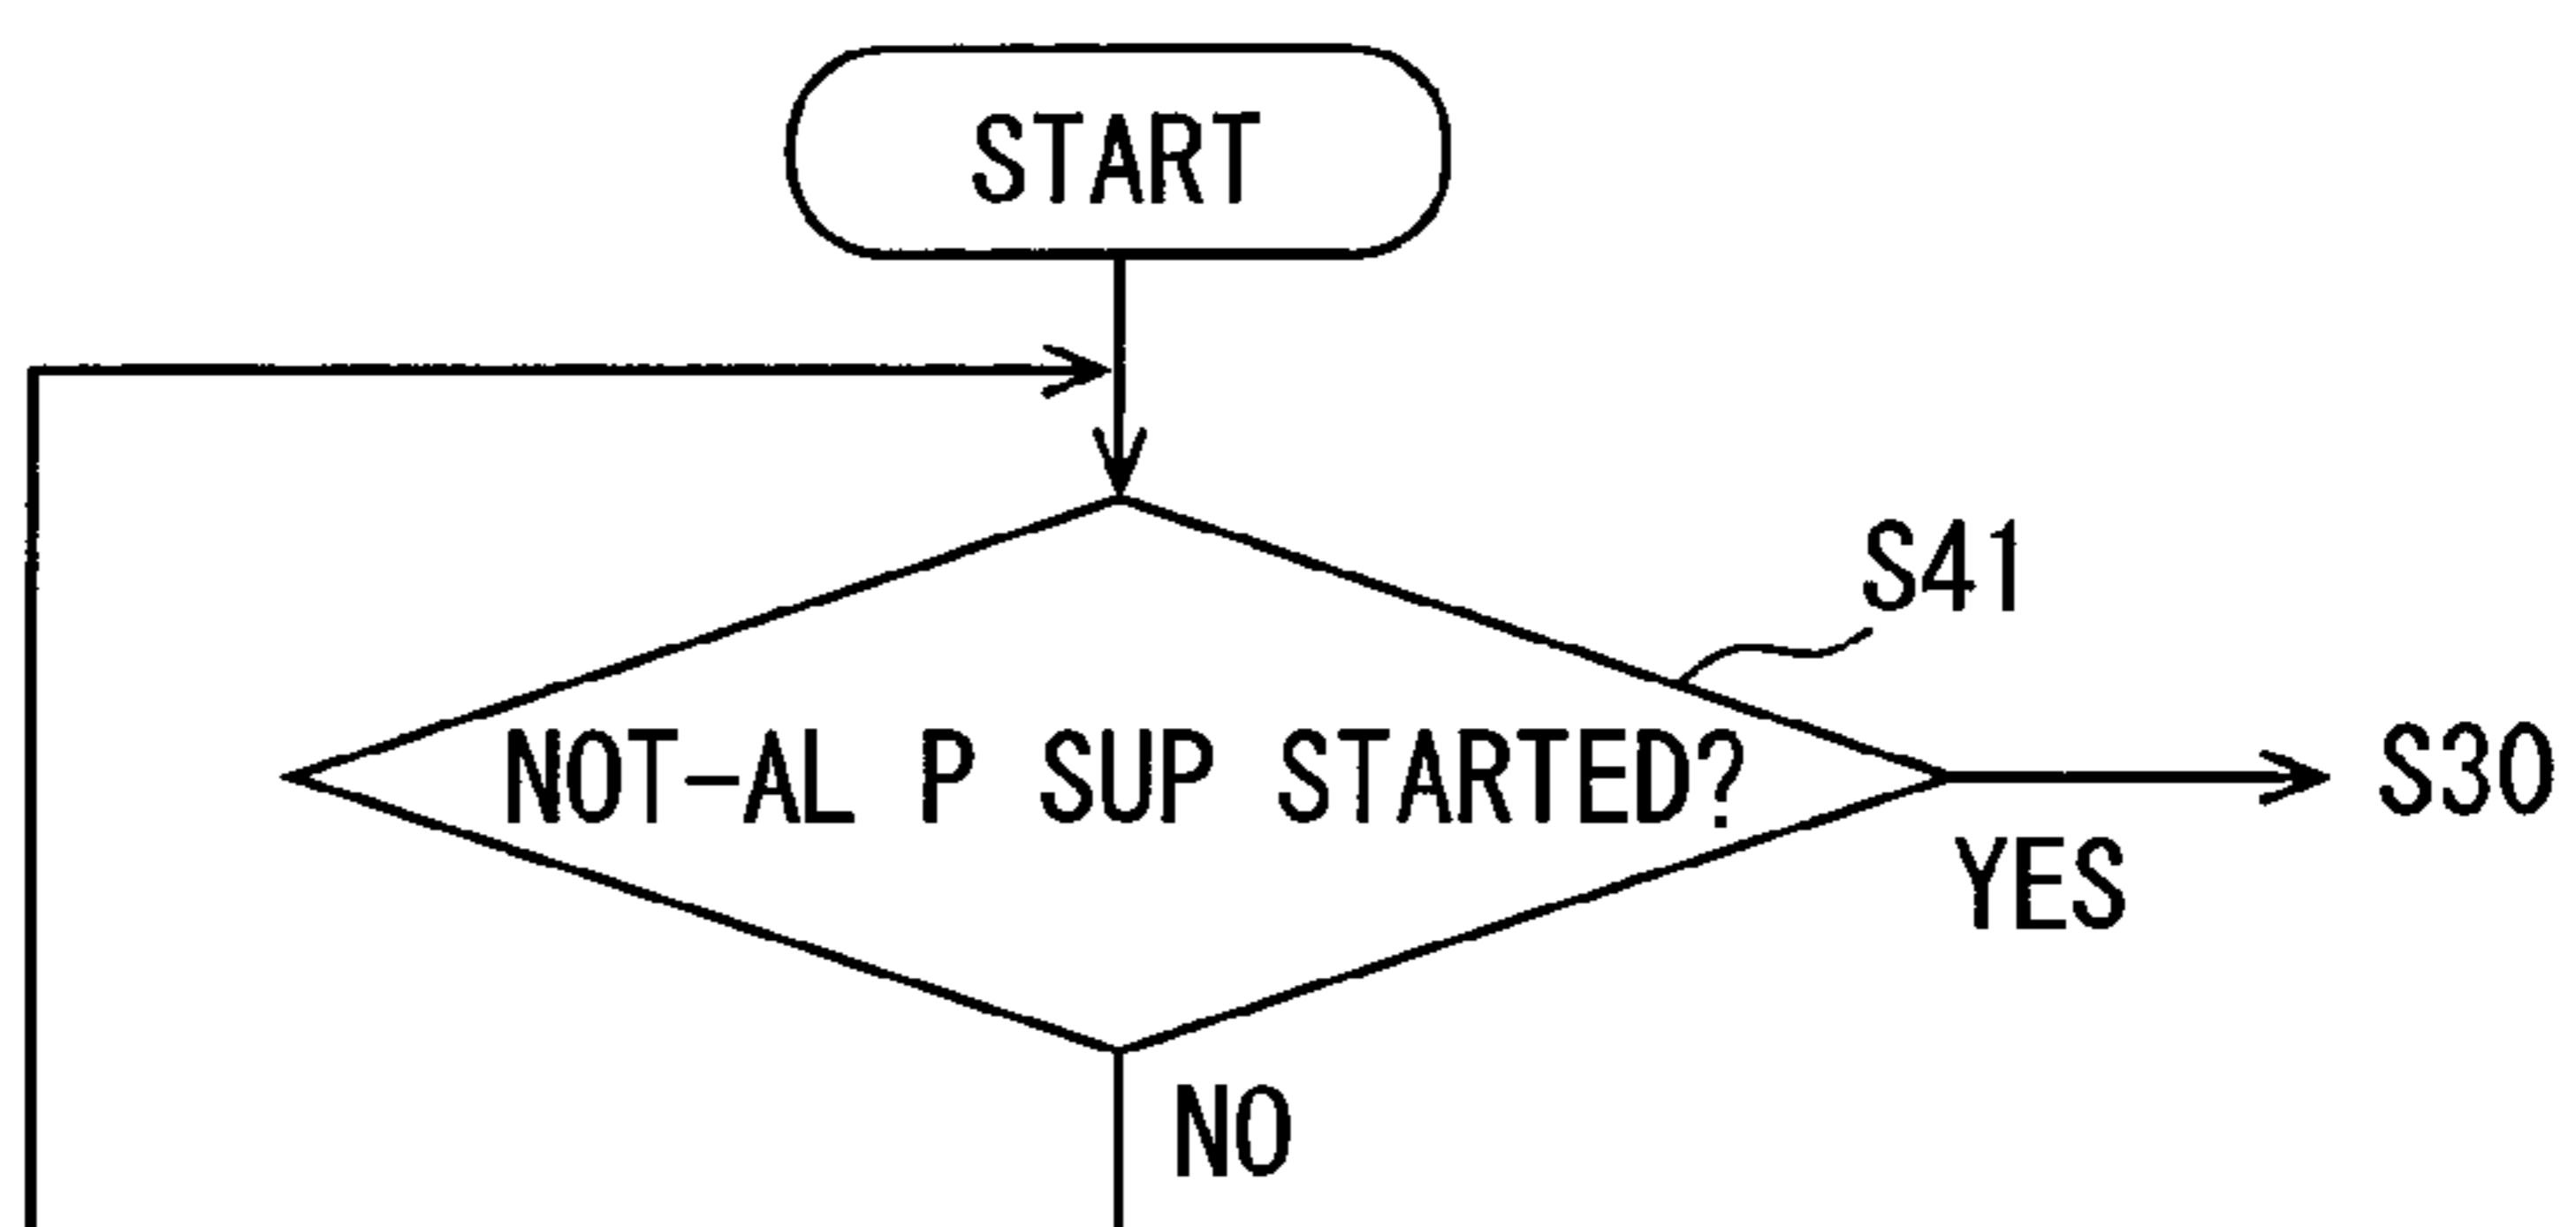 START
S41
NOT-AL P SUP STARTED?
S30
YES
NO